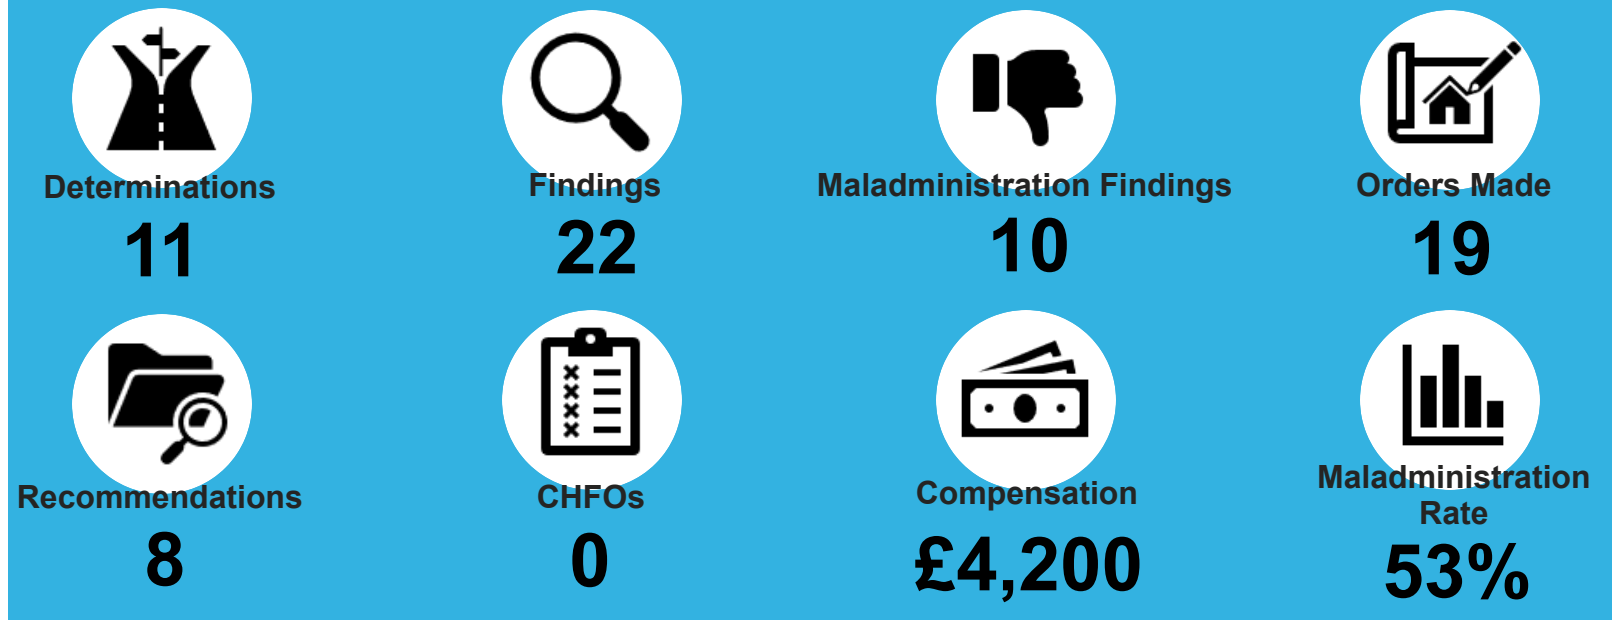 Determinations
11
Findings
22
Maladministration Findings
10
Orders Made
19
Recommendations
8
CHFOs
0
Compensation
£4,200
Maladministration
Rate
53%